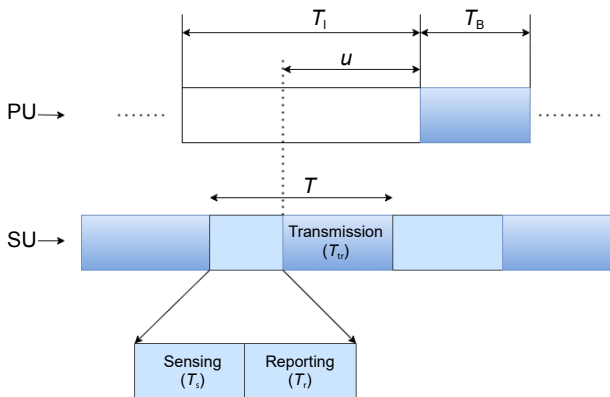 T_I T_B
u
PU
T
SU
Transmission
(T_tr)
Sensing Reporting
(T_s) (T_r)